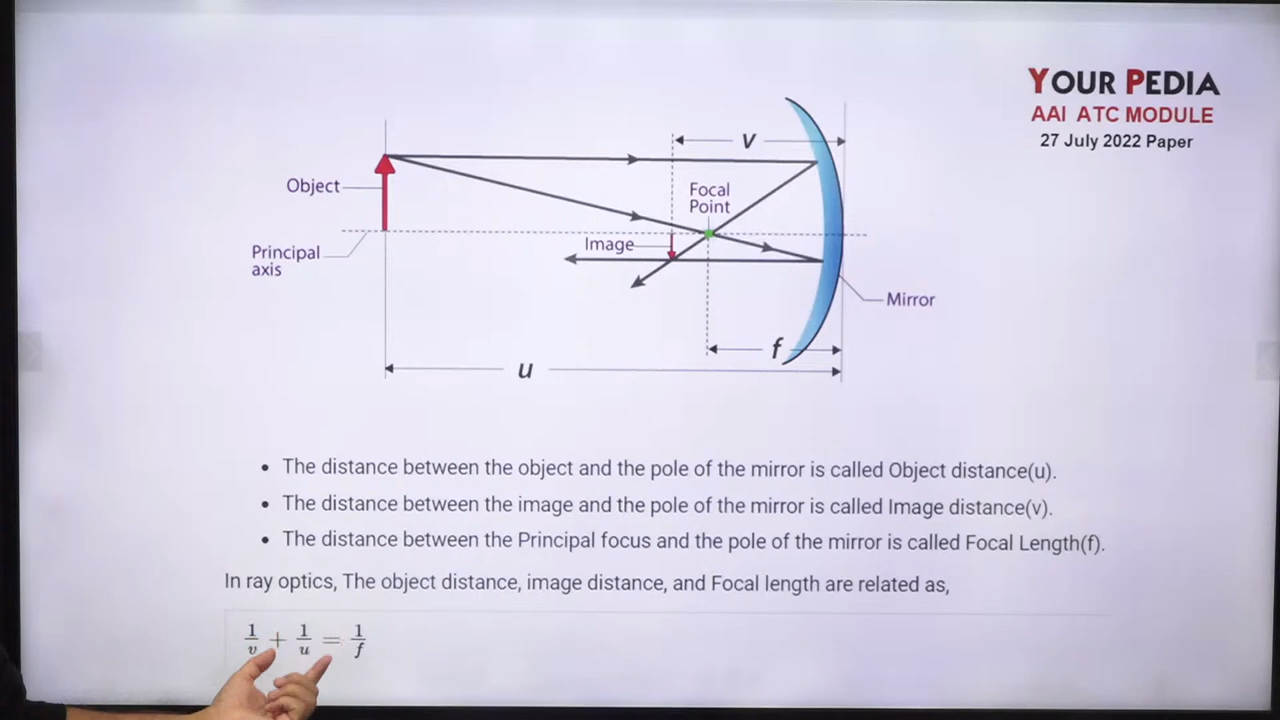 YOUR PEDIA
AAI ATC MODULE
27 July 2022 Paper
v
Object
Focal
Point
Image
Principal
axis
Mirror
f
u
• The distance between the object and the pole of the mirror is called Object distance(u).
• The distance between the image and the pole of the mirror is called Image distance(v).
• The distance between the Principal focus and the pole of the mirror is called Focal Length(f).
In ray optics, The object distance, image distance, and Focal length are related as,
1/v + 1/u = 1/f